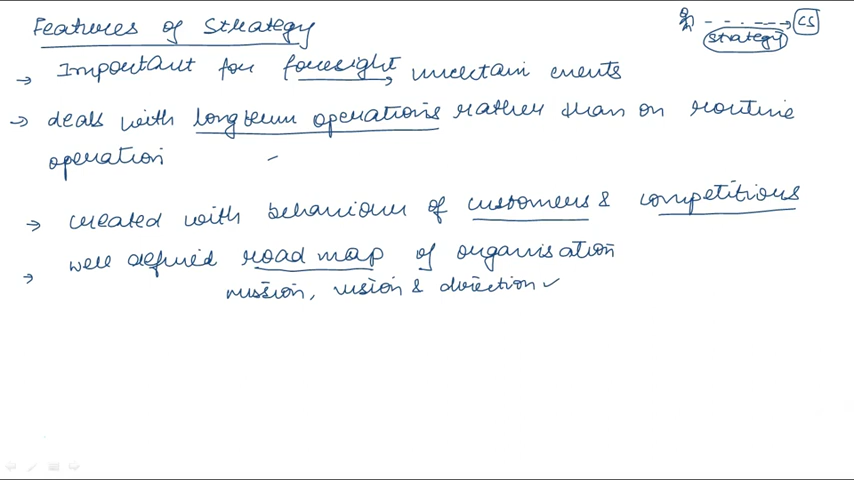 Features of Strategy
CS
strategy
→ Important for foresight, uncertain events
→ deals with longterm operations rather than on routine
operation
→ created with behaviour of customers & competitious
→ well defined road map of organisation
mission, vision & direction ✓